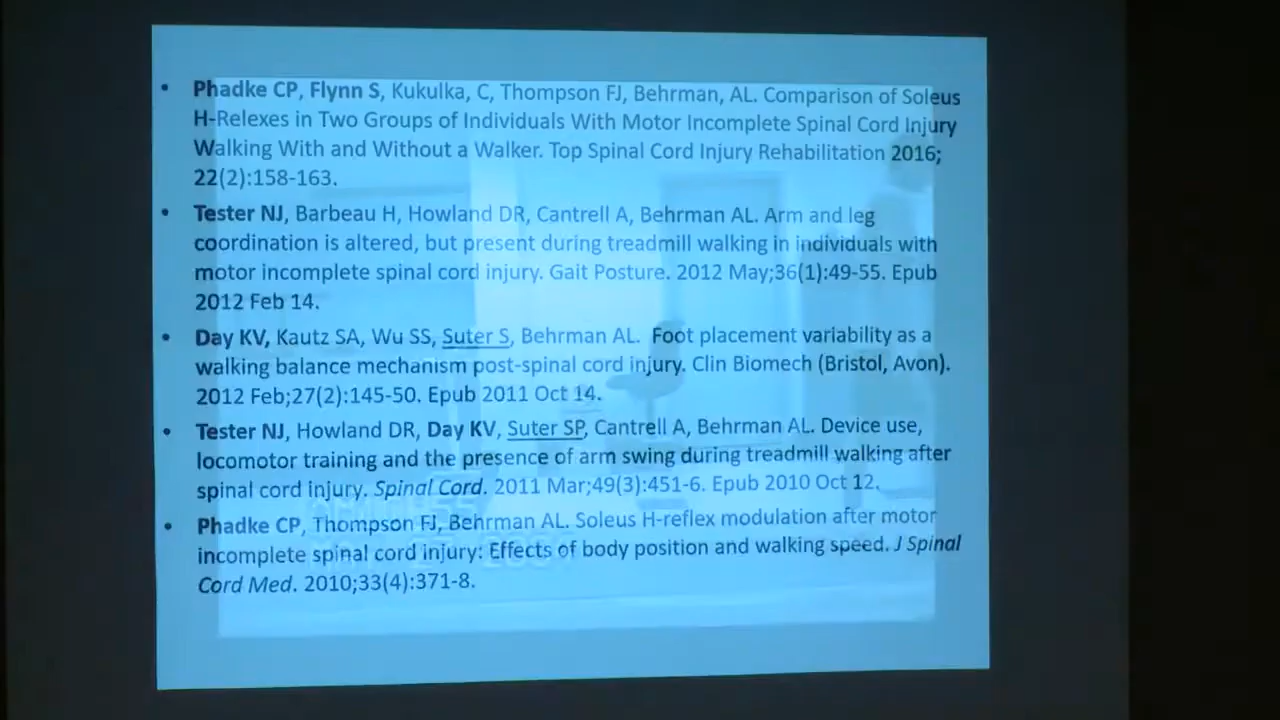 • Phadke CP, Flynn S, Kukulka, C, Thompson FJ, Behrman, AL. Comparison of Soleus
H-Relexes in Two Groups of Individuals With Motor Incomplete Spinal Cord Injury
Walking With and Without a Walker. Top Spinal Cord Injury Rehabilitation 2016;
22(2):158-163.
• Tester NJ, Barbeau H, Howland DR, Cantrell A, Behrman AL. Arm and leg
coordination is altered, but present during treadmill walking in individuals with
motor incomplete spinal cord injury. Gait Posture. 2012 May;36(1):49-55. Epub
2012 Feb 14.
• Day KV, Kautz SA, Wu SS, Suter S, Behrman AL. Foot placement variability as a
walking balance mechanism post-spinal cord injury. Clin Biomech (Bristol, Avon).
2012 Feb;27(2):145-50. Epub 2011 Oct 14.
• Tester NJ, Howland DR, Day KV, Suter SP, Cantrell A, Behrman AL. Device use,
locomotor training and the presence of arm swing during treadmill walking after
spinal cord injury. Spinal Cord. 2011 Mar;49(3):451-6. Epub 2010 Oct 12.
• Phadke CP, Thompson FJ, Behrman AL. Soleus H-reflex modulation after motor
incomplete spinal cord injury: Effects of body position and walking speed. J Spinal
Cord Med. 2010;33(4):371-8.